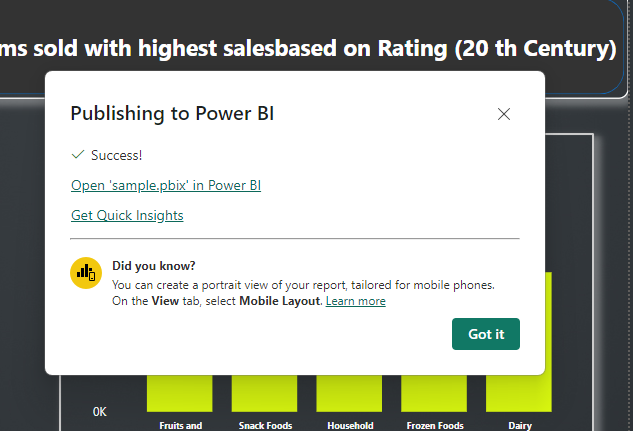 ms sold with highest salesbased on Rating (20 th Century)
Publishing to Power BI
Success!
Open 'sample.pbix' in Power BI
Get Quick Insights
Did you know?
You can create a portrait view of your report, tailored for mobile phones.
On the View tab, select Mobile Layout. Learn more
Got it
0K
Fruits and
Snack Foods
Household
Frozen Foods
Dairy